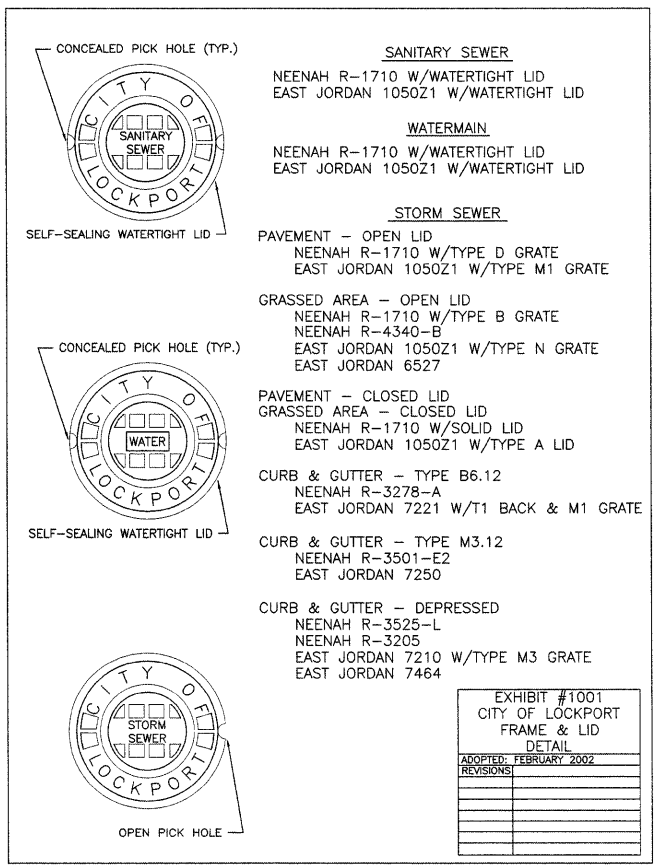 CONCEALED PICK HOLE (TYP.)
CITY OF
SANITARY
SEWER
LOCKPORT
SELF-SEALING WATERTIGHT LID
CONCEALED PICK HOLE (TYP.)
CITY OF
WATER
LOCKPORT
SELF-SEALING WATERTIGHT LID
CITY OF
STORM
SEWER
LOCKPORT
OPEN PICK HOLE
SANITARY SEWER
NEENAH R-1710 W/WATERTIGHT LID
EAST JORDAN 1050Z1 W/WATERTIGHT LID
WATERMAIN
NEENAH R-1710 W/WATERTIGHT LID
EAST JORDAN 1050Z1 W/WATERTIGHT LID
STORM SEWER
PAVEMENT - OPEN LID
NEENAH R-1710 W/TYPE D GRATE
EAST JORDAN 1050Z1 W/TYPE M1 GRATE
GRASSED AREA - OPEN LID
NEENAH R-1710 W/TYPE B GRATE
NEENAH R-4340-B
EAST JORDAN 1050Z1 W/TYPE N GRATE
EAST JORDAN 6527
PAVEMENT - CLOSED LID
GRASSED AREA - CLOSED LID
NEENAH R-1710 W/SOLID LID
EAST JORDAN 1050Z1 W/TYPE A LID
CURB & GUTTER - TYPE B6.12
NEENAH R-3278-A
EAST JORDAN 7221 W/T1 BACK & M1 GRATE
CURB & GUTTER - TYPE M3.12
NEENAH R-3501-E2
EAST JORDAN 7250
CURB & GUTTER - DEPRESSED
NEENAH R-3525-L
NEENAH R-3205
EAST JORDAN 7210 W/TYPE M3 GRATE
EAST JORDAN 7464
EXHIBIT #1001
CITY OF LOCKPORT
FRAME & LID
DETAIL
ADOPTED: FEBRUARY 2002
REVISIONS